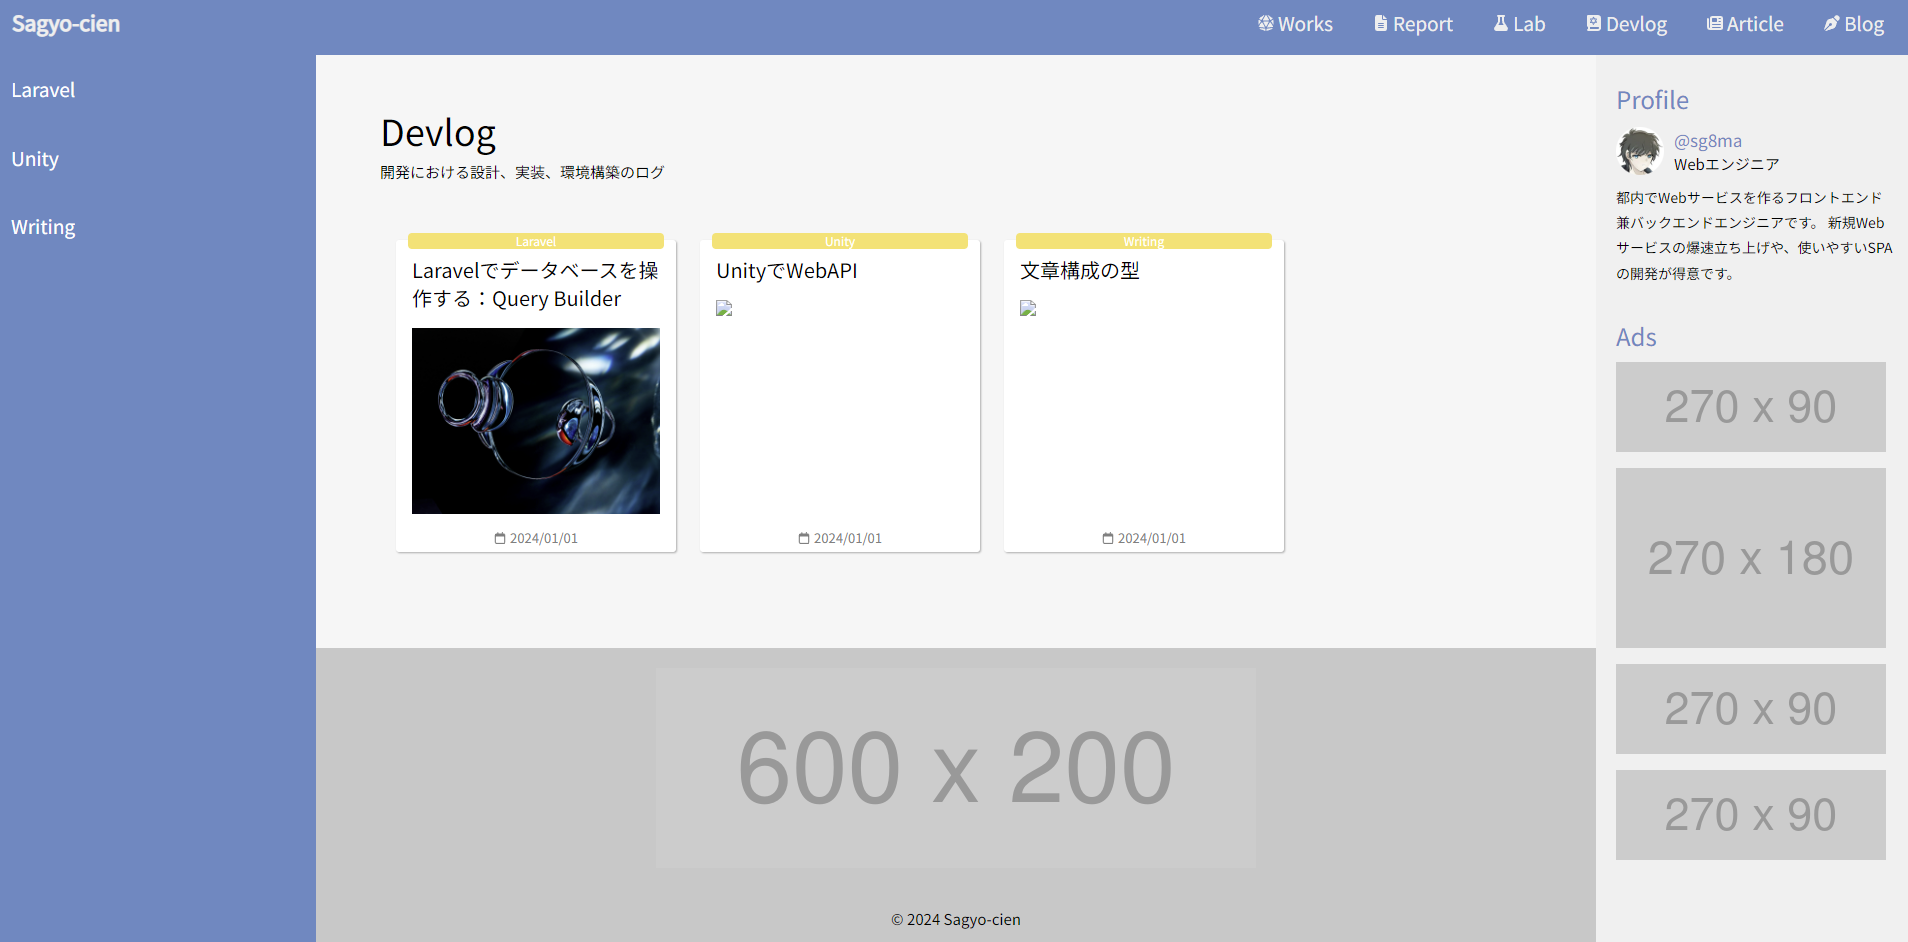 Sagyo-cien
Works
Report
Lab
Devlog
Article
Blog
Laravel
Unity
Writing
Devlog
開発における設計、実装、環境構築のログ
Laravel
Laravelでデータベースを操
作する：Query Builder
2024/01/01
Unity
UnityでWebAPI
2024/01/01
Writing
文章構成の型
2024/01/01
600 x 200
© 2024 Sagyo-cien
Profile
@sg8ma
Webエンジニア
都内でWebサービスを作るフロントエンド
兼バックエンドエンジニアです。 新規Web
サービスの爆速立ち上げや、使いやすいSPA
の開発が得意です。
Ads
270 x 90
270 x 180
270 x 90
270 x 90